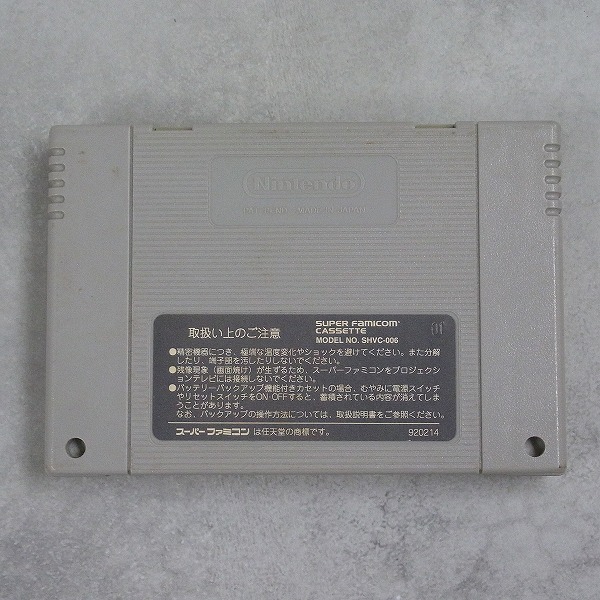 Nintendo
取扱い上のご注意
SUPER FAMICOM
CASSETTE
MODEL NO. SHVC-006
●精密機器につき、極端な温度変化やショックを避けてください。また分解
したり、端子部を汚したりしないでください。
●残像現象（画面焼け）が生ずるため、スーパーファミコンをプロジェク
ションテレビには接続しないでください。
●バッテリーバックアップ機能付きカセットの場合、むやみに電源スイッチ
やリセットスイッチをON・OFFすると、蓄積されている内容が消えてしま
うことがあります。
なお、バックアップの操作方法については、取扱説明書をご参照ください。
スーパーファミコン は任天堂の商標です。
920214